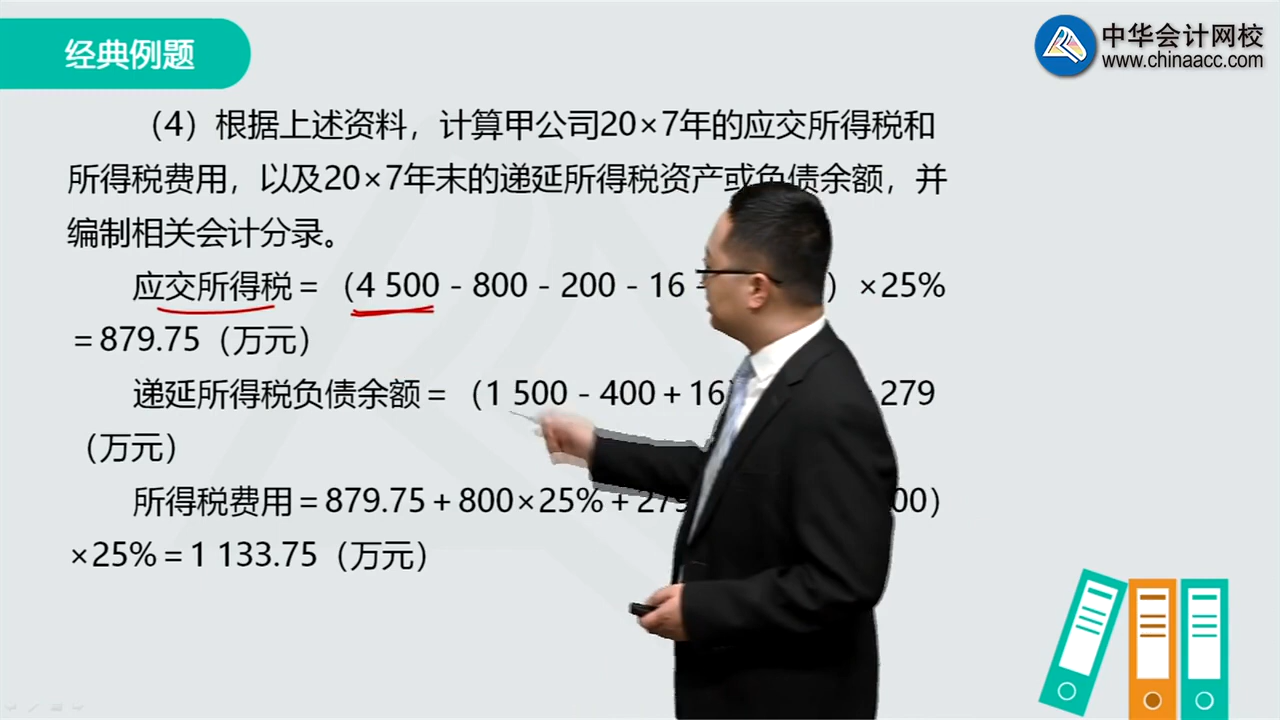 经典例题
中华会计网校
www.chinaacc.com
（4）根据上述资料，计算甲公司20×7年的应交所得税和
所得税费用，以及20×7年末的递延所得税资产或负债余额，并
编制相关会计分录。
应交所得税＝（4 500－800－200－16 ）×25%
＝879.75（万元）
递延所得税负债余额＝（1 500－400＋16 279
（万元）
所得税费用＝879.75＋800×25%＋279 00）
×25%＝1 133.75（万元）